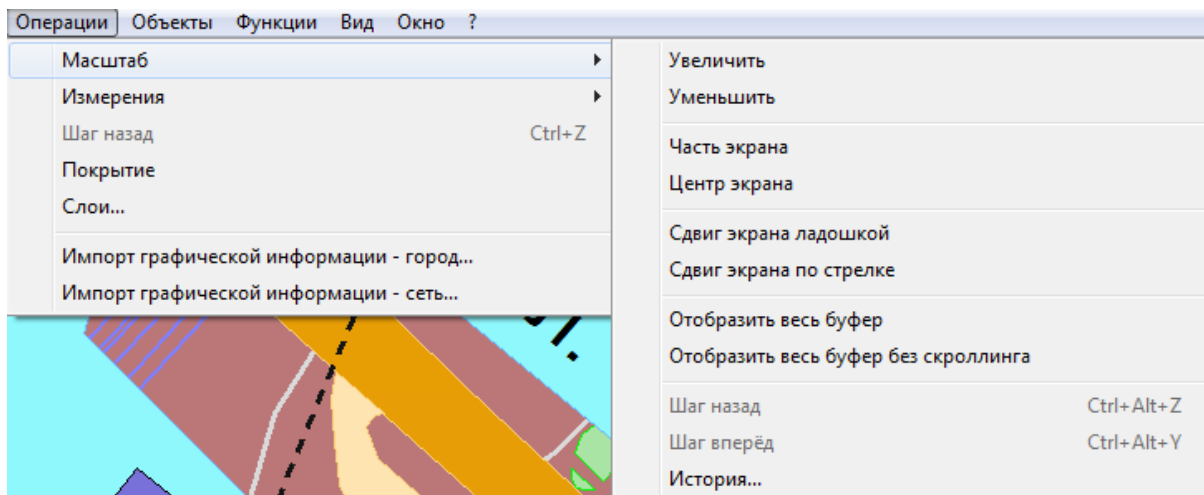 Операции Объекты Функции Вид Окно ?
Масштаб
Измерения
Шаг назад Ctrl+Z
Покрытие
Слои...
Импорт графической информации - город...
Импорт графической информации - сеть...
Увеличить
Уменьшить
Часть экрана
Центр экрана
Сдвиг экрана ладошкой
Сдвиг экрана по стрелке
Отобразить весь буфер
Отобразить весь буфер без скроллинга
Шаг назад Ctrl+Alt+Z
Шаг вперёд Ctrl+Alt+Y
История...